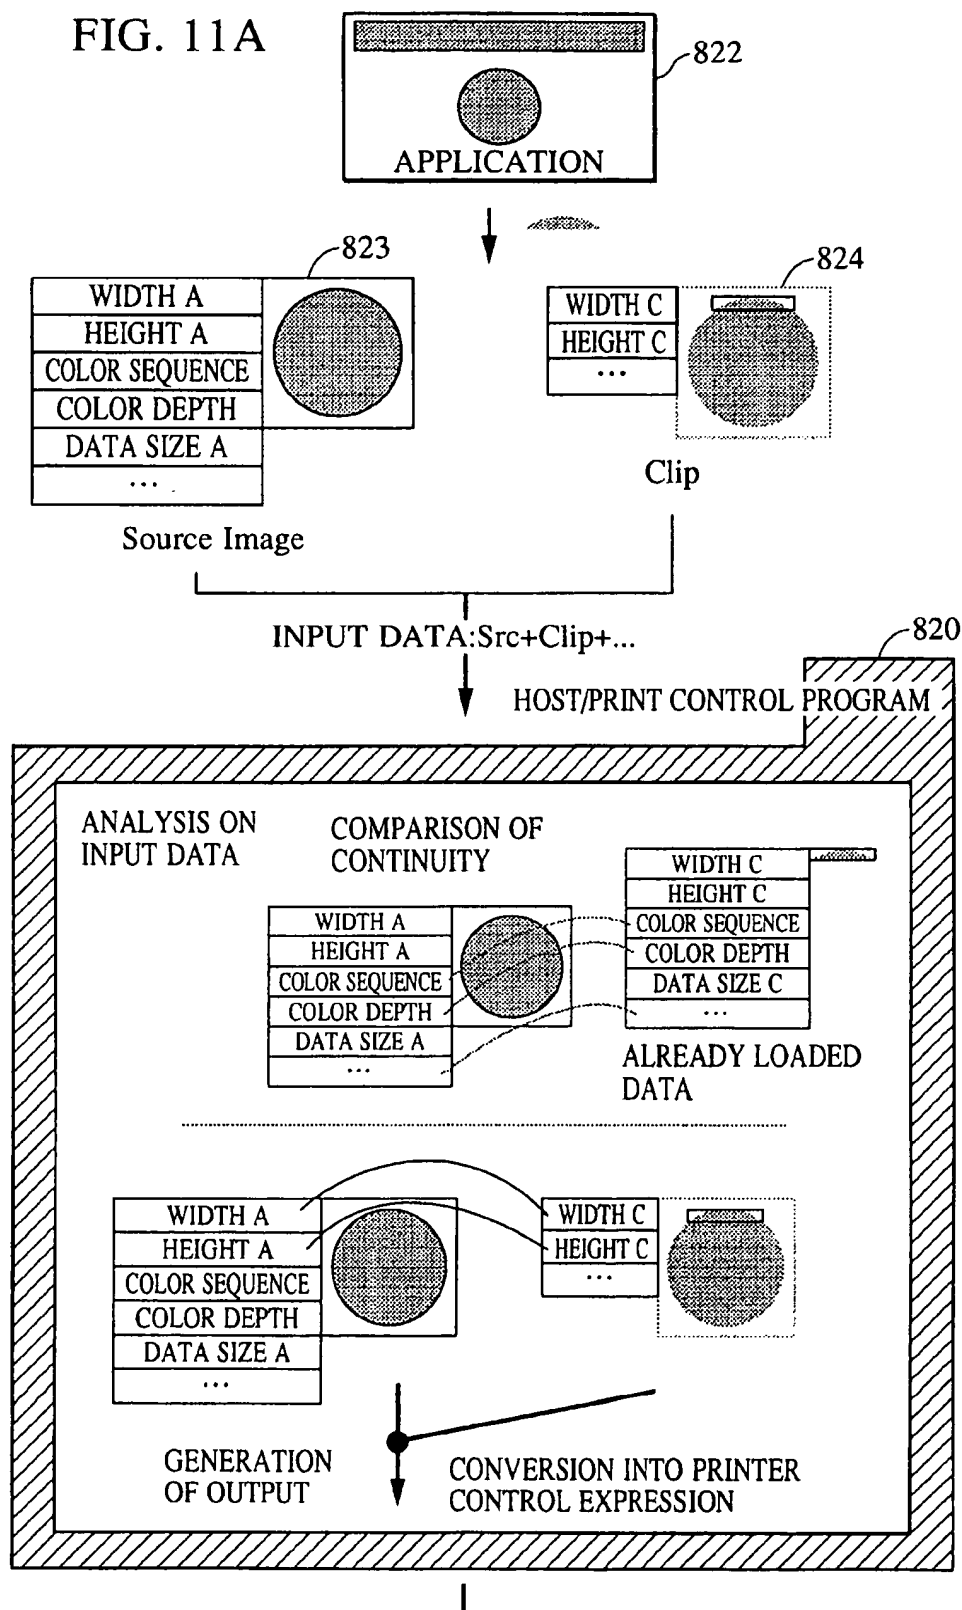 FIG. 11A
822
APPLICATION
823
824
WIDTH A
HEIGHT A
COLOR SEQUENCE
COLOR DEPTH
DATA SIZE A
...
WIDTH C
HEIGHT C
...
Source Image
Clip
INPUT DATA:Src+Clip+...
820
HOST/PRINT CONTROL PROGRAM
ANALYSIS ON
INPUT DATA
COMPARISON OF
CONTINUITY
WIDTH A
HEIGHT A
COLOR SEQUENCE
COLOR DEPTH
DATA SIZE A
...
WIDTH C
HEIGHT C
COLOR SEQUENCE
COLOR DEPTH
DATA SIZE C
...
ALREADY LOADED
DATA
WIDTH A
HEIGHT A
COLOR SEQUENCE
COLOR DEPTH
DATA SIZE A
...
WIDTH C
HEIGHT C
...
GENERATION
OF OUTPUT
CONVERSION INTO PRINTER
CONTROL EXPRESSION